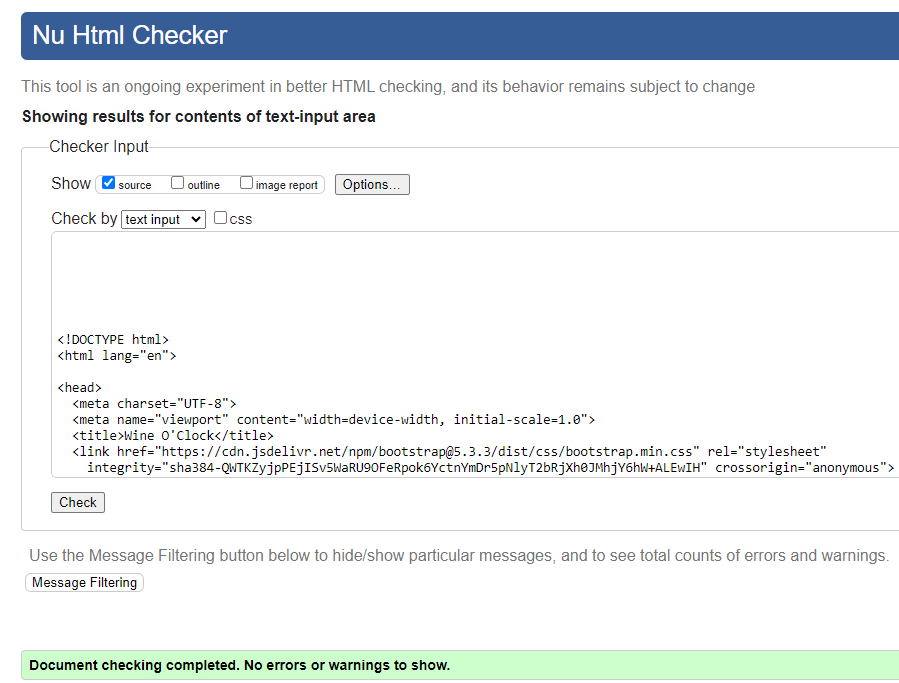 Nu Html Checker
This tool is an ongoing experiment in better HTML checking, and its behavior remains subject to change
Showing results for contents of text-input area
Checker Input
Show source outline image report Options...
Check by text input css
<!DOCTYPE html>
<html lang="en">
<head>
<meta charset="UTF-8">
<meta name="viewport" content="width=device-width, initial-scale=1.0">
<title>Wine O'Clock</title>
<link href="https://cdn.jsdelivr.net/npm/bootstrap@5.3.3/dist/css/bootstrap.min.css" rel="stylesheet"
integrity="sha384-QWTKZyjpPEjISv5WaRU9OFeRpok6YctnYmDr5pNlyT2bRjXh0JMhjY6hW+ALEwIH" crossorigin="anonymous">
Check
Use the Message Filtering button below to hide/show particular messages, and to see total counts of errors and warnings.
Message Filtering
Document checking completed. No errors or warnings to show.